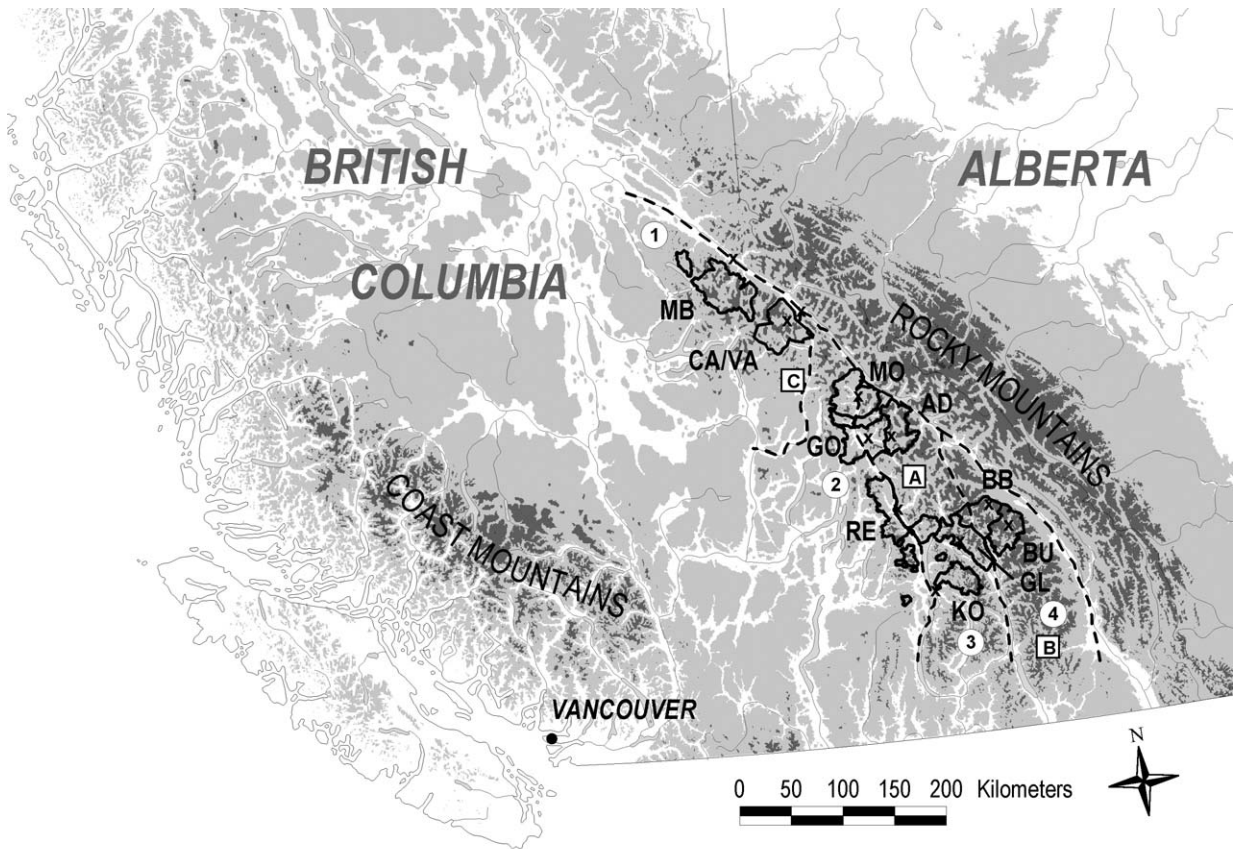 BRITISH
COLUMBIA
ALBERTA
1
MB
CA/VA
C
MO
AD
ROCKY MOUNTAINS
GO
A
2
BB
RE
BU
GL
KO
4
3
B
COAST MOUNTAINS
VANCOUVER
N
0 50 100 150 200 Kilometers